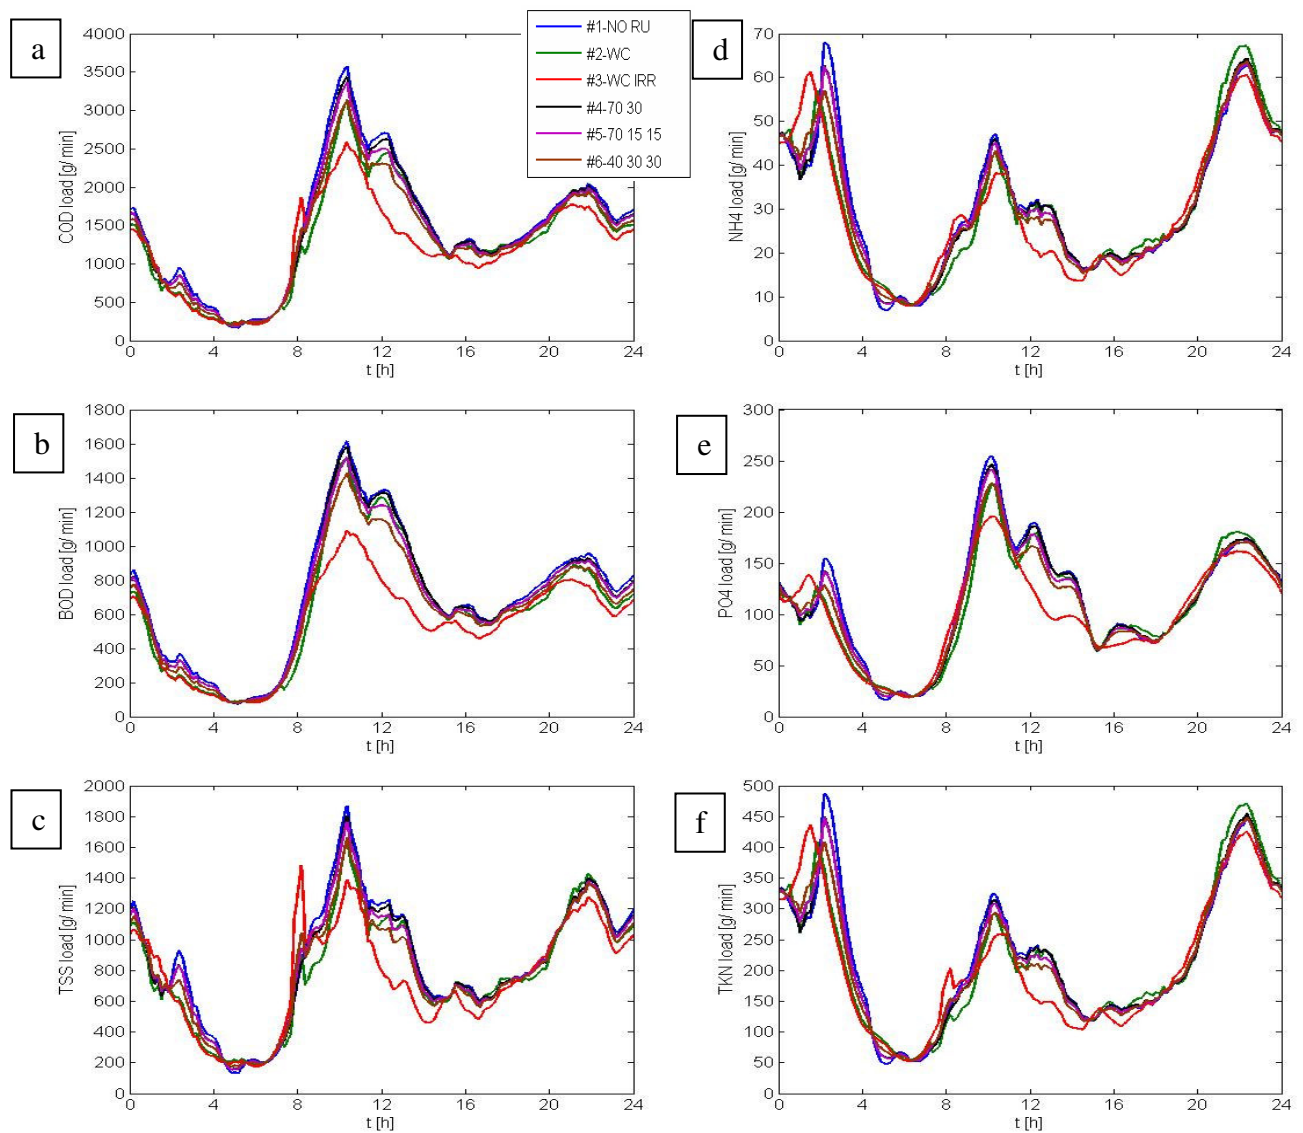 a
4000
3500
3000
2500
2000
1500
1000
500
0
COD load [g/min]
0 4 8 12 16 20 24
t [h]
#1-NO RU
#2-WC
#3-WC IRR
#4-70 30
#5-70 15 15
#6-40 30 30
d
70
60
50
40
30
20
10
0
NH4 load [g/min]
0 4 8 12 16 20 24
t [h]
b
1800
1600
1400
1200
1000
800
600
400
200
0
BOD load [g/min]
0 4 8 12 16 20 24
t [h]
e
300
250
200
150
100
50
0
PO4 load [g/min]
0 4 8 12 16 20 24
t [h]
c
2000
1800
1600
1400
1200
1000
800
600
400
200
0
TSS load [g/min]
0 4 8 12 16 20 24
t [h]
f
500
450
400
350
300
250
200
150
100
50
0
TKN load [g/min]
0 4 8 12 16 20 24
t [h]